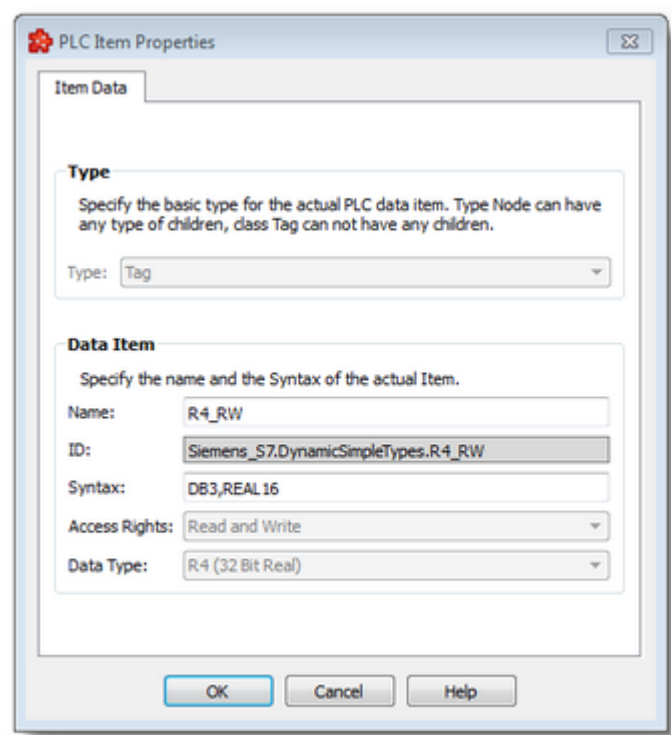 PLC Item Properties
Item Data
Type
Specify the basic type for the actual PLC data item. Type Node can have
any type of children, class Tag can not have any children.
Type: Tag
Data Item
Specify the name and the Syntax of the actual Item.
Name: R4_RW
ID: Siemens_S7.DynamicSimpleTypes.R4_RW
Syntax: DB3,REAL16
Access Rights: Read and Write
Data Type: R4 (32 Bit Real)
OK Cancel Help